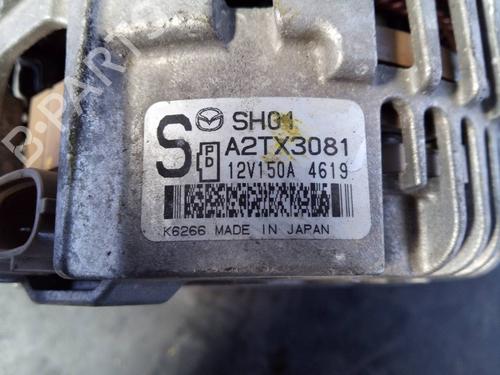 S SH01
A2TX3081
12V150A 4619
K6266 MADE IN JAPAN
B-PARTS